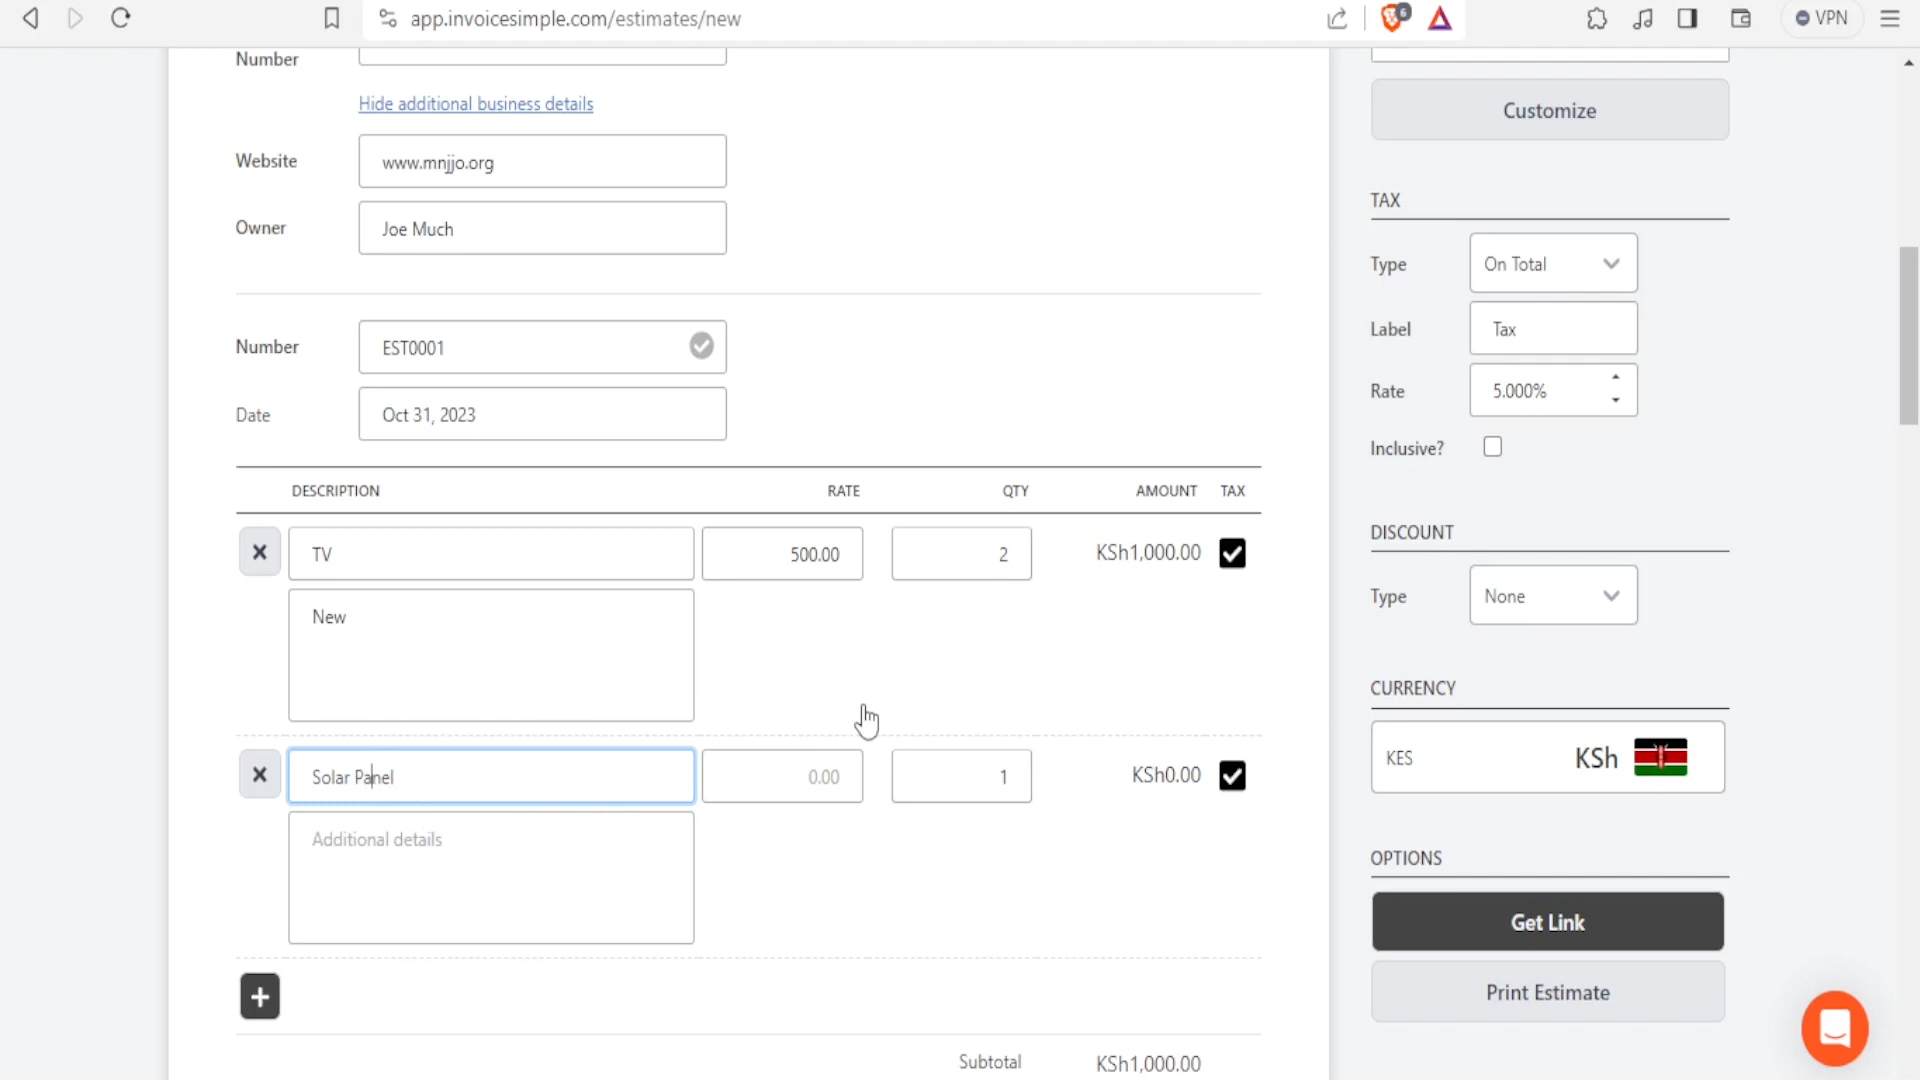 app.invoicesimple.com/estimates/new
6
VPN
Number
Hide additional business details
Website
www.mnjjo.org
Owner
Joe Much
Number
EST0001
Date
Oct 31, 2023
DESCRIPTION RATE QTY AMOUNT TAX
TV 500.00 2 KSh1,000.00
New
Solar Panel 0.00 1 KSh0.00
Additional details
+
Subtotal KSh1,000.00
Customize
TAX
Type On Total
Label Tax
Rate 5.000%
Inclusive?
DISCOUNT
Type None
CURRENCY
KES KSh
OPTIONS
Get Link
Print Estimate